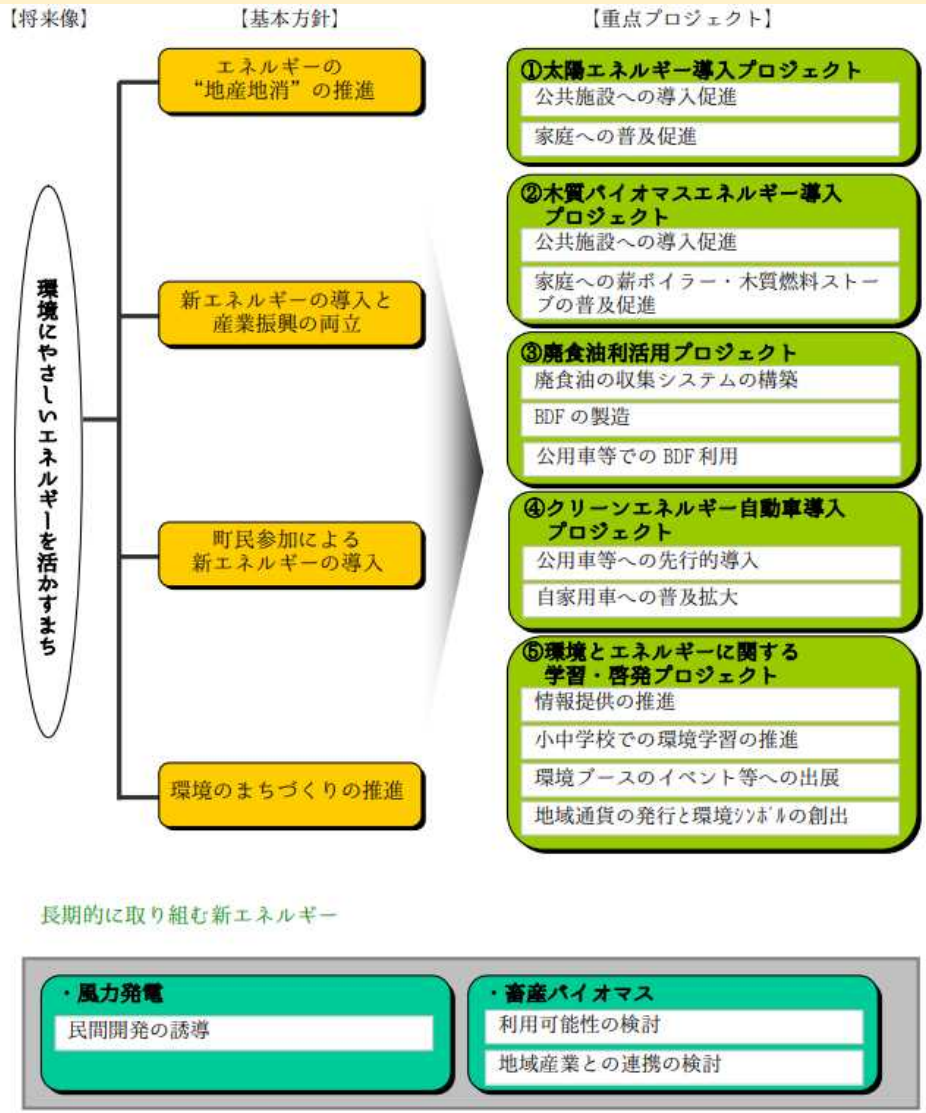 【将来像】
【基本方針】
【重点プロジェクト】
環境にやさしいエネルギーを活かすまち
エネルギーの
“地産地消”の推進
新エネルギーの導入と
産業振興の両立
町民参加による
新エネルギーの導入
環境のまちづくりの推進
①太陽エネルギー導入プロジェクト
公共施設への導入促進
家庭への普及促進
②木質バイオマスエネルギー導入
プロジェクト
公共施設への導入促進
家庭への薪ボイラー・木質燃料ストー
ブの普及促進
③廃食油利活用プロジェクト
廃食油の収集システムの構築
BDF の製造
公用車等での BDF 利用
④クリーンエネルギー自動車導入
プロジェクト
公用車等への先行的導入
自家用車への普及拡大
⑤環境とエネルギーに関する
学習・啓発プロジェクト
情報提供の推進
小中学校での環境学習の推進
環境ブースのイベント等への出展
地域通貨の発行と環境ｼﾝﾎﾞﾙの創出
長期的に取り組む新エネルギー
・風力発電
民間開発の誘導
・畜産バイオマス
利用可能性の検討
地域産業との連携の検討